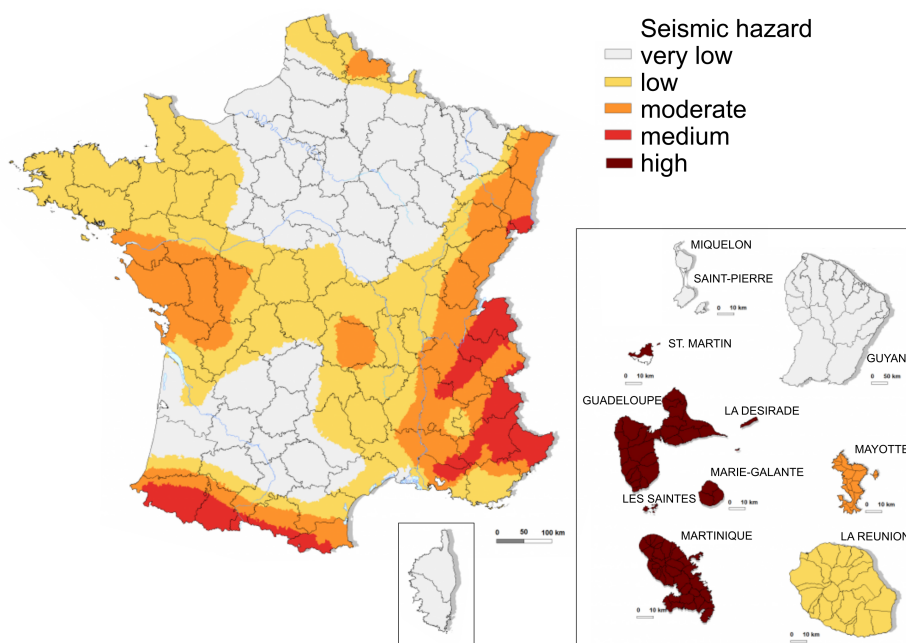 Seismic hazard
very low
low
moderate
medium
high
MIQUELON
SAINT-PIERRE
0 10 km
ST. MARTIN
0 10 km
GUYAN
0 50 km
GUADELOUPE
LA DESIRADE
MARIE-GALANTE
0 10 km
LES SAINTES
MAYOTTE
0 10 km
MARTINIQUE
0 10 km
LA REUNION
0 10 km
0 50 100 km